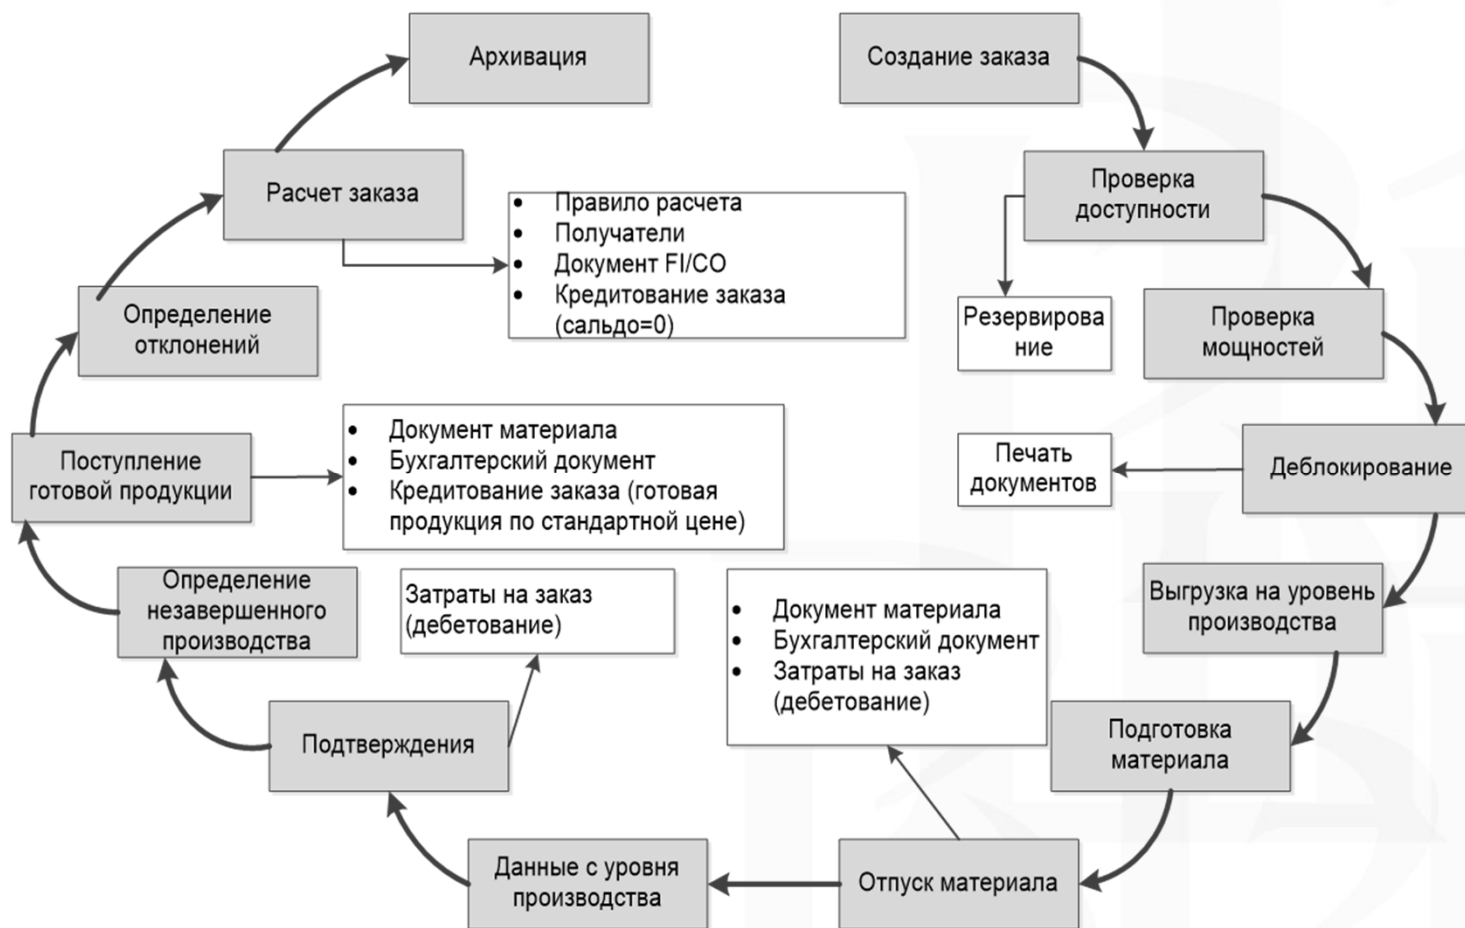 Архивация
Создание заказа
Расчет заказа
Проверка
доступности
• Правило расчета
• Получатели
• Документ FI/CO
• Кредитование заказа
(сальдо=0)
Определение
отклонений
Резервирова
ние
Проверка
мощностей
Поступление
готовой продукции
• Документ материала
• Бухгалтерский документ
• Кредитование заказа (готовая
продукция по стандартной цене)
Печать
документов
Деблокирование
Определение
незавершенного
производства
Затраты на заказ
(дебетование)
• Документ материала
• Бухгалтерский документ
• Затраты на заказ
(дебетование)
Выгрузка на уровень
производства
Подтверждения
Подготовка
материала
Данные с уровня
производства
Отпуск материала